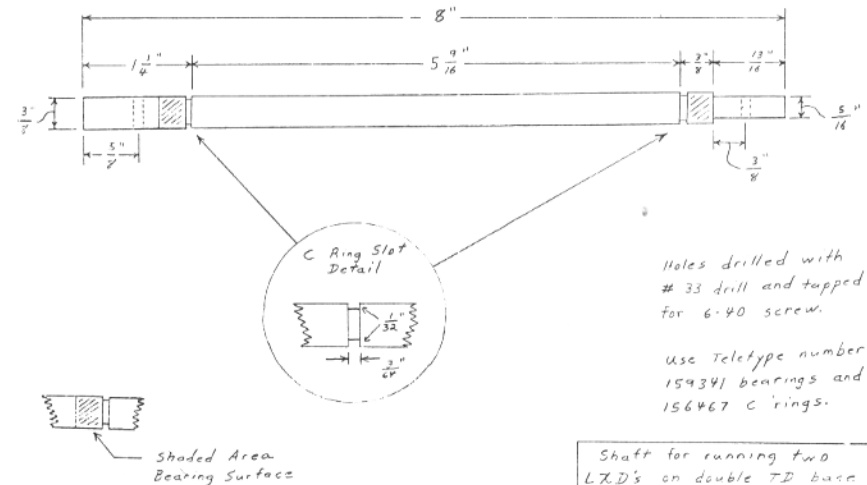 8"
1 1/4"
5 9/16"
3/8"
13/16
5/16
5/8"
3/8"
C Ring Slot
Detail
1/32"
/64"
Holes drilled with
# 33 drill and tapped
for 6-40 screw.
Use Teletype number
159341 bearings and
156467 C rings.
Shaded Area
Bearing Surface
Shaft for running two
LXD's on double TD base